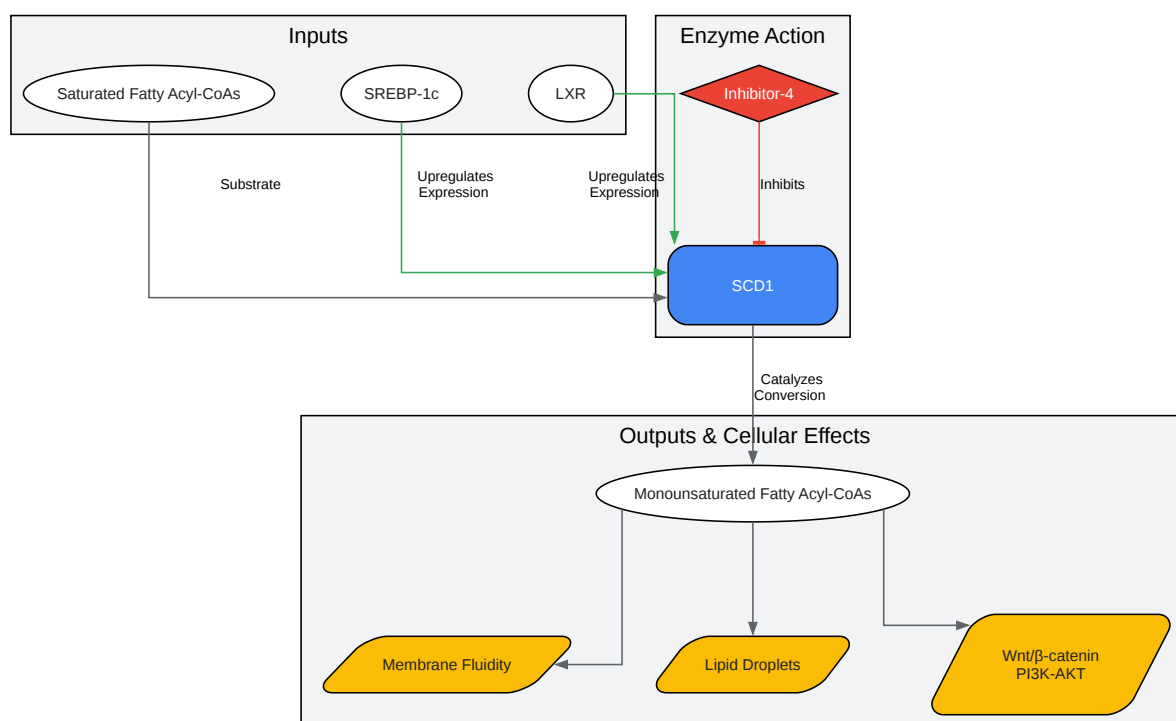 Inputs
Enzyme Action
Saturated Fatty Acyl-CoAs
SREBP-1c
LXR
Inhibitor-4
Substrate
Upregulates
Expression
Upregulates
Expression
Inhibits
SCD1
Catalyzes
Conversion
Outputs & Cellular Effects
Monounsaturated Fatty Acyl-CoAs
Membrane Fluidity
Lipid Droplets
Wnt/β-catenin
PI3K-AKT